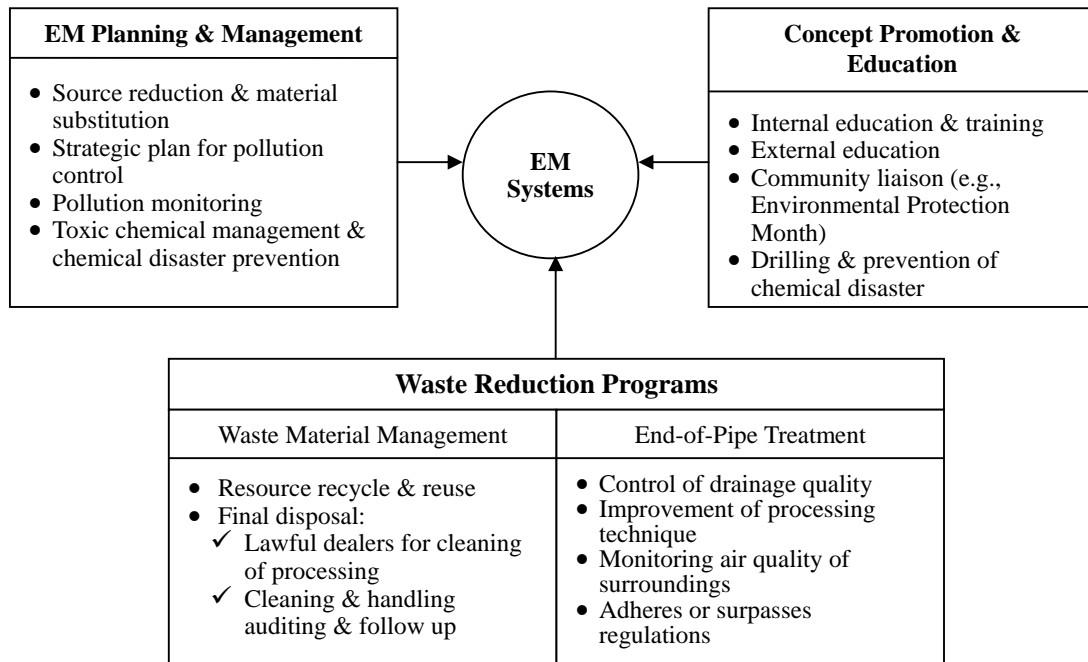 EM Planning & Management
• Source reduction & material
substitution
• Strategic plan for pollution
control
• Pollution monitoring
• Toxic chemical management &
chemical disaster prevention
EM
Systems
Concept Promotion &
Education
• Internal education & training
• External education
• Community liaison (e.g.,
Environmental Protection
Month)
• Drilling & prevention of
chemical disaster
Waste Reduction Programs
Waste Material Management
• Resource recycle & reuse
• Final disposal:
✓ Lawful dealers for cleaning
of processing
✓ Cleaning & handling
auditing & follow up
End-of-Pipe Treatment
• Control of drainage quality
• Improvement of processing
technique
• Monitoring air quality of
surroundings
• Adheres or surpasses
regulations